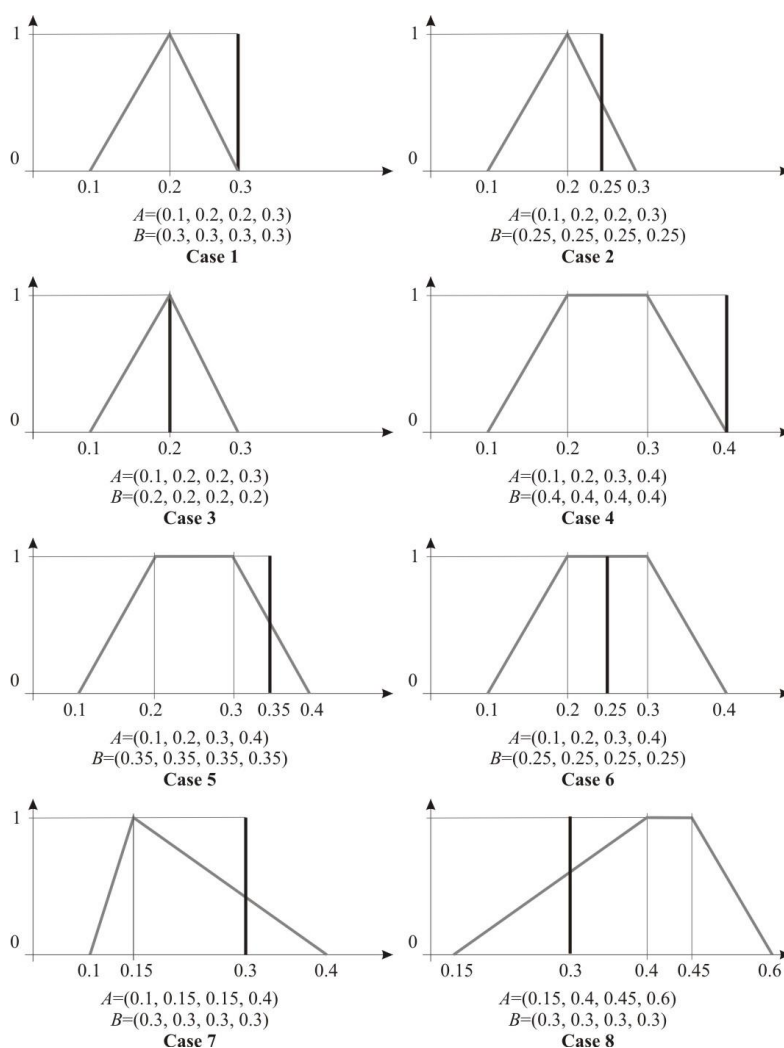 1
0
0.1 0.2 0.3
A=(0.1, 0.2, 0.2, 0.3)
B=(0.3, 0.3, 0.3, 0.3)
Case 1
1
0
0.1 0.2 0.25 0.3
A=(0.1, 0.2, 0.2, 0.3)
B=(0.25, 0.25, 0.25, 0.25)
Case 2
1
0
0.1 0.2 0.3
A=(0.1, 0.2, 0.2, 0.3)
B=(0.2, 0.2, 0.2, 0.2)
Case 3
1
0
0.1 0.2 0.3 0.4
A=(0.1, 0.2, 0.3, 0.4)
B=(0.4, 0.4, 0.4, 0.4)
Case 4
1
0
0.1 0.2 0.3 0.35 0.4
A=(0.1, 0.2, 0.3, 0.4)
B=(0.35, 0.35, 0.35, 0.35)
Case 5
1
0
0.1 0.2 0.25 0.3 0.4
A=(0.1, 0.2, 0.3, 0.4)
B=(0.25, 0.25, 0.25, 0.25)
Case 6
1
0
0.1 0.15 0.3 0.4
A=(0.1, 0.15, 0.15, 0.4)
B=(0.3, 0.3, 0.3, 0.3)
Case 7
1
0
0.15 0.3 0.4 0.45 0.6
A=(0.15, 0.4, 0.45, 0.6)
B=(0.3, 0.3, 0.3, 0.3)
Case 8